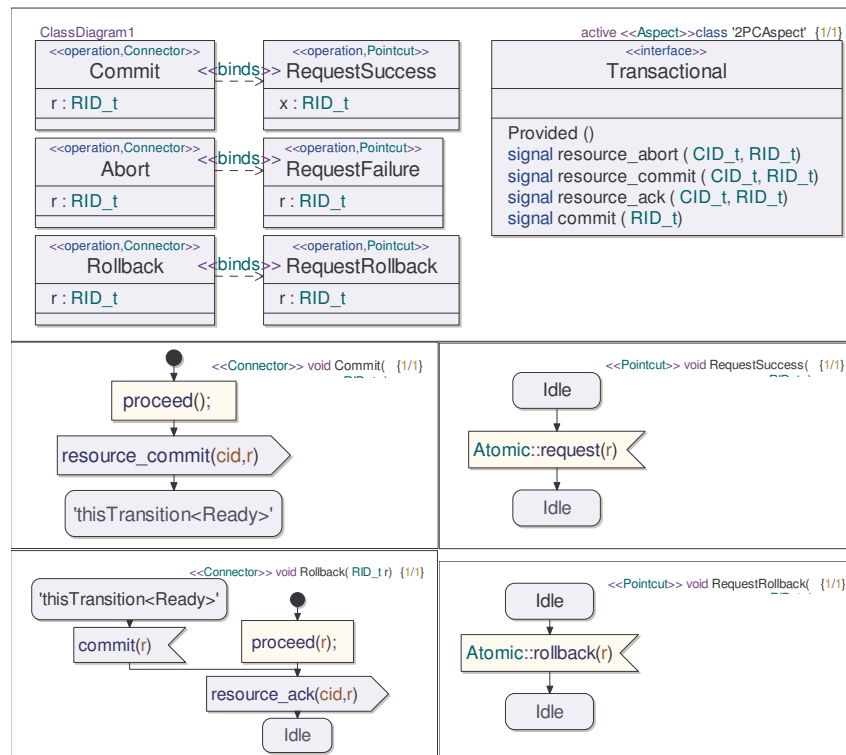 ClassDiagram1
active <<Aspect>>class '2PCAspect' {1/1}
<<operation,Connector>>
Commit
r : RID_t
<<binds>>
<<operation,Pointcut>>
RequestSuccess
x : RID_t
<<interface>>
Transactional
Provided ()
signal resource_abort ( CID_t, RID_t)
signal resource_commit ( CID_t, RID_t)
signal resource_ack ( CID_t, RID_t)
signal commit ( RID_t)
<<operation,Connector>>
Abort
r : RID_t
<<binds>>
<<operation,Pointcut>>
RequestFailure
r : RID_t
<<operation,Connector>>
Rollback
r : RID_t
<<binds>>
<<operation,Pointcut>>
RequestRollback
r : RID_t
<<Connector>> void Commit( {1/1}
proceed();
resource_commit(cid,r)
'thisTransition<Ready>'
<<Pointcut>> void RequestSuccess( {1/1}
Idle
Atomic::request(r)
Idle
<<Connector>> void Rollback( RID_t r) {1/1}
'thisTransition<Ready>'
commit(r)
proceed(r);
resource_ack(cid,r)
Idle
<<Pointcut>> void RequestRollback( {1/1}
Idle
Atomic::rollback(r)
Idle